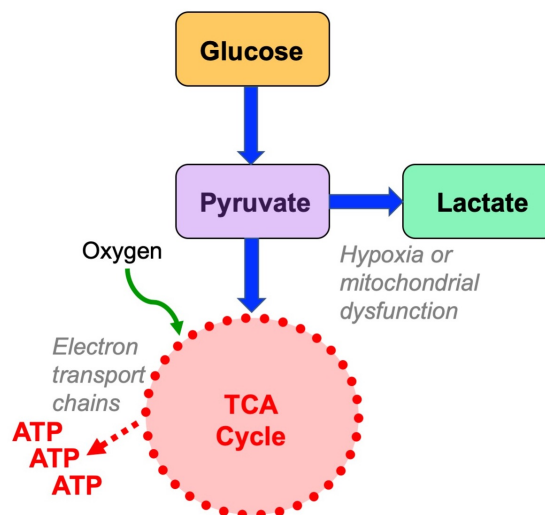 Glucose
Pyruvate
Lactate
Oxygen
Hypoxia or
mitochondrial
dysfunction
Electron
transport
chains
TCA
Cycle
ATP
ATP
ATP